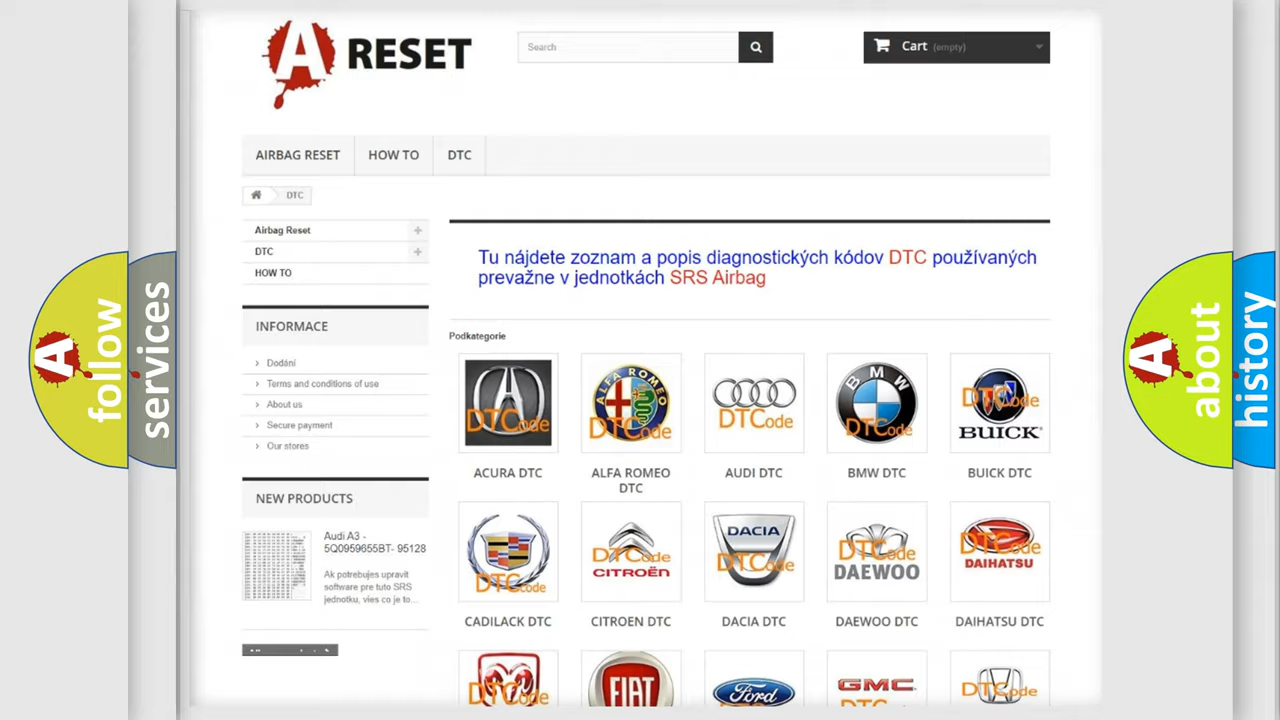 A RESET
Search
Cart (empty)
AIRBAG RESET
HOW TO
DTC
DTC
Airbag Reset
DTC
HOW TO
INFORMACE
Dodání
Terms and conditions of use
About us
Secure payment
Our stores
NEW PRODUCTS
Audi A3 -
5Q0959655BT- 95128
Ak potrebujes upravit
software pre tuto SRS
jednotku, vies co je to...
Tu nájdete zoznam a popis diagnostických kódov DTC používaných
prevažne v jednotkách SRS Airbag
Podkategorie
DTCode
ALFA ROMEO
DTCode
DTCode
BMW
DTCode
DTCode
BUICK
ACURA DTC
ALFA ROMEO
DTC
AUDI DTC
BMW DTC
BUICK DTC
DTCode
DTCode
CITROËN
DACIA
DTCode
DTCode
DAEWOO
DTCode
DAIHATSU
CADILACK DTC
CITROEN DTC
DACIA DTC
DAEWOO DTC
DAIHATSU DTC
DTCode
FIAT
Ford
GMC
DTCode
A follow
services
A about
history